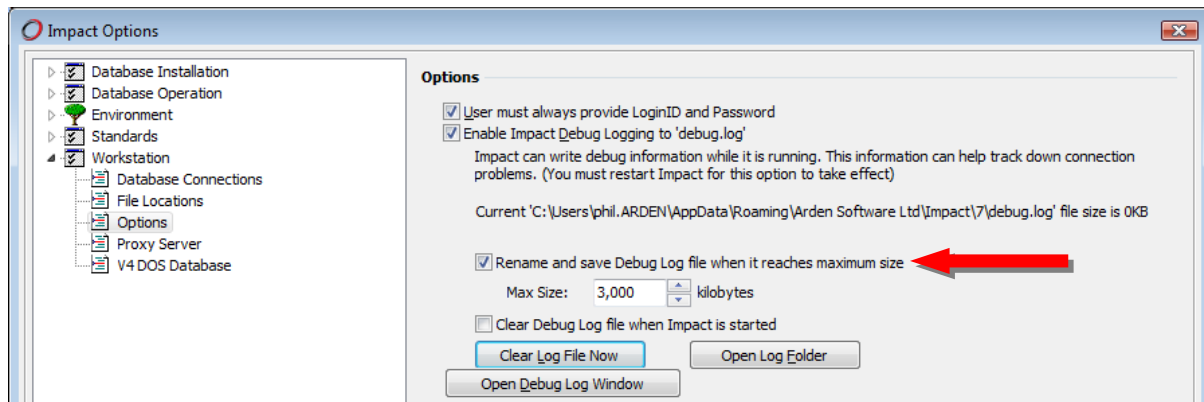 Impact Options
Database Installation
Database Operation
Environment
Standards
Workstation
Database Connections
File Locations
Options
Proxy Server
V4 DOS Database
Options
User must always provide LoginID and Password
Enable Impact Debug Logging to 'debug.log'
Impact can write debug information while it is running. This information can help track down connection
problems. (You must restart Impact for this option to take effect)
Current 'C:\Users\phil.ARDEN\AppData\Roaming\Arden Software Ltd\Impact\7\debug.log' file size is 0KB
Rename and save Debug Log file when it reaches maximum size
Max Size: 3,000 kilobytes
Clear Debug Log file when Impact is started
Clear Log File Now Open Log Folder
Open Debug Log Window